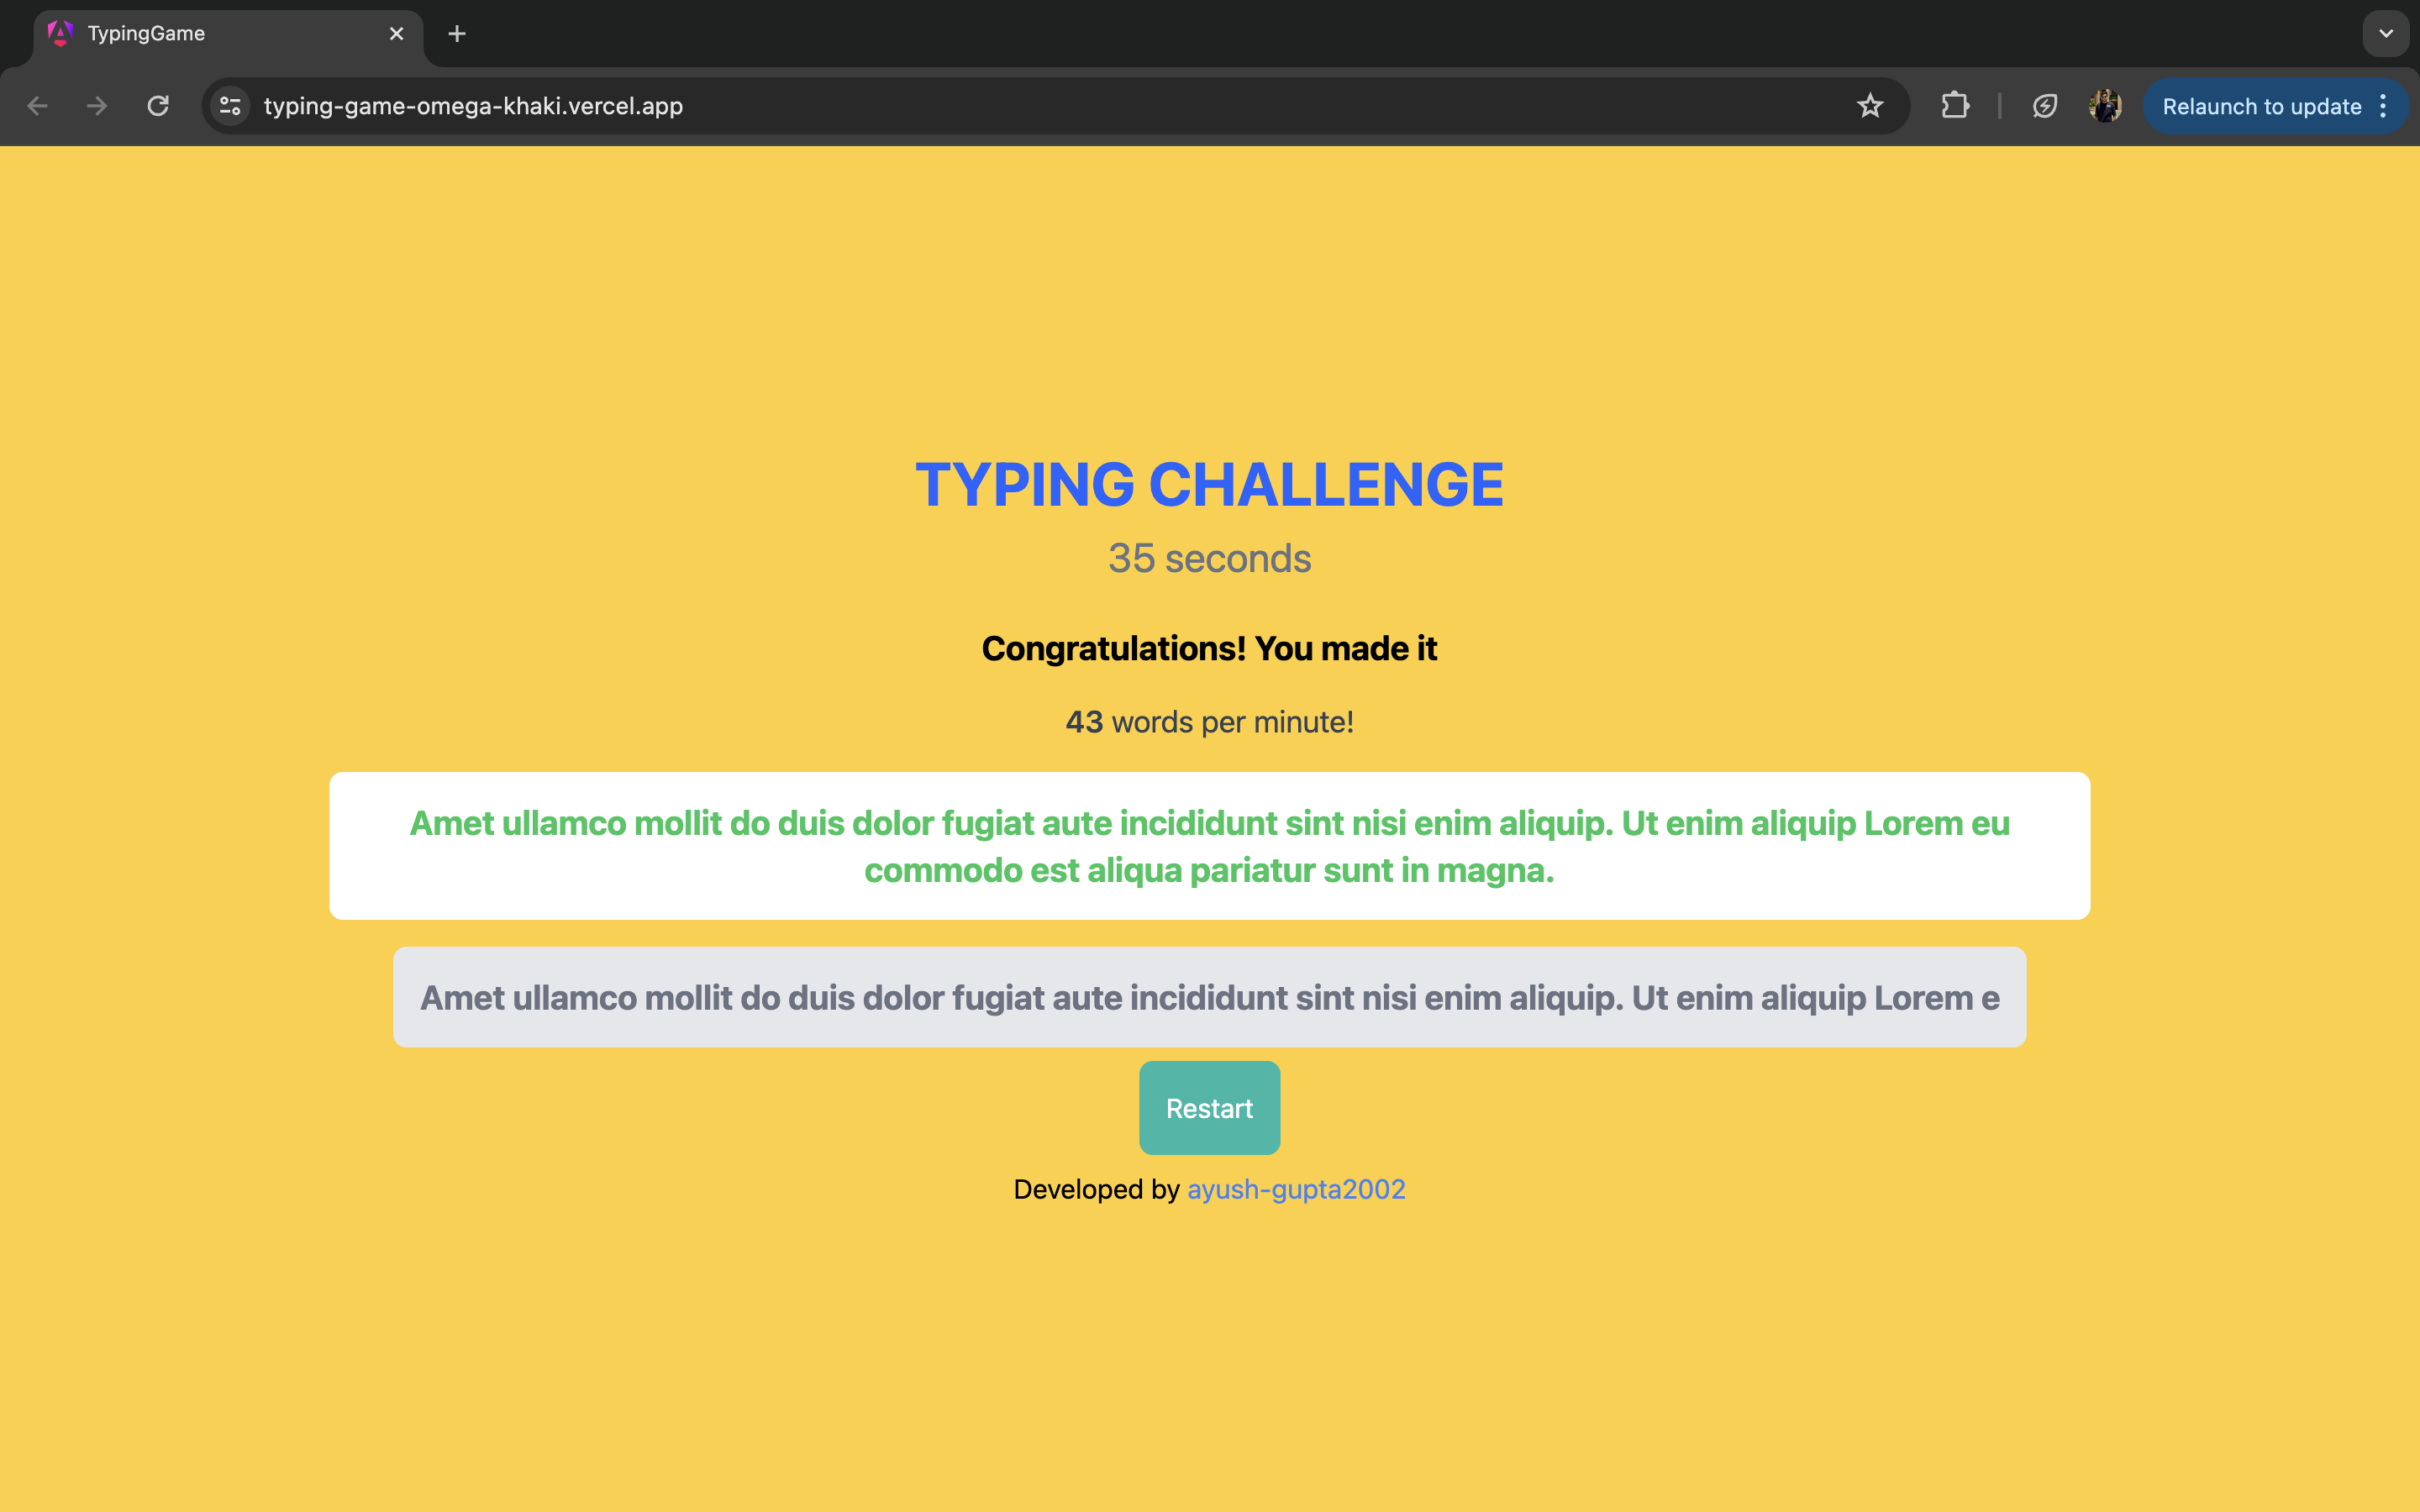 TypingGame
typing-game-omega-khaki.vercel.app
Relaunch to update
TYPING CHALLENGE
35 seconds
Congratulations! You made it
43 words per minute!
Amet ullamco mollit do duis dolor fugiat aute incididunt sint nisi enim aliquip. Ut enim aliquip Lorem eu
commodo est aliqua pariatur sunt in magna.
Amet ullamco mollit do duis dolor fugiat aute incididunt sint nisi enim aliquip. Ut enim aliquip Lorem e
Restart
Developed by ayush-gupta2002